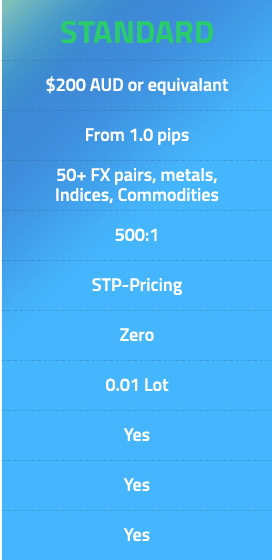 STANDARD
$200 AUD or equivalant
From 1.0 pips
50+ FX pairs, metals,
Indices, Commodities
500:1
STP-Pricing
Zero
0.01 Lot
Yes
Yes
Yes